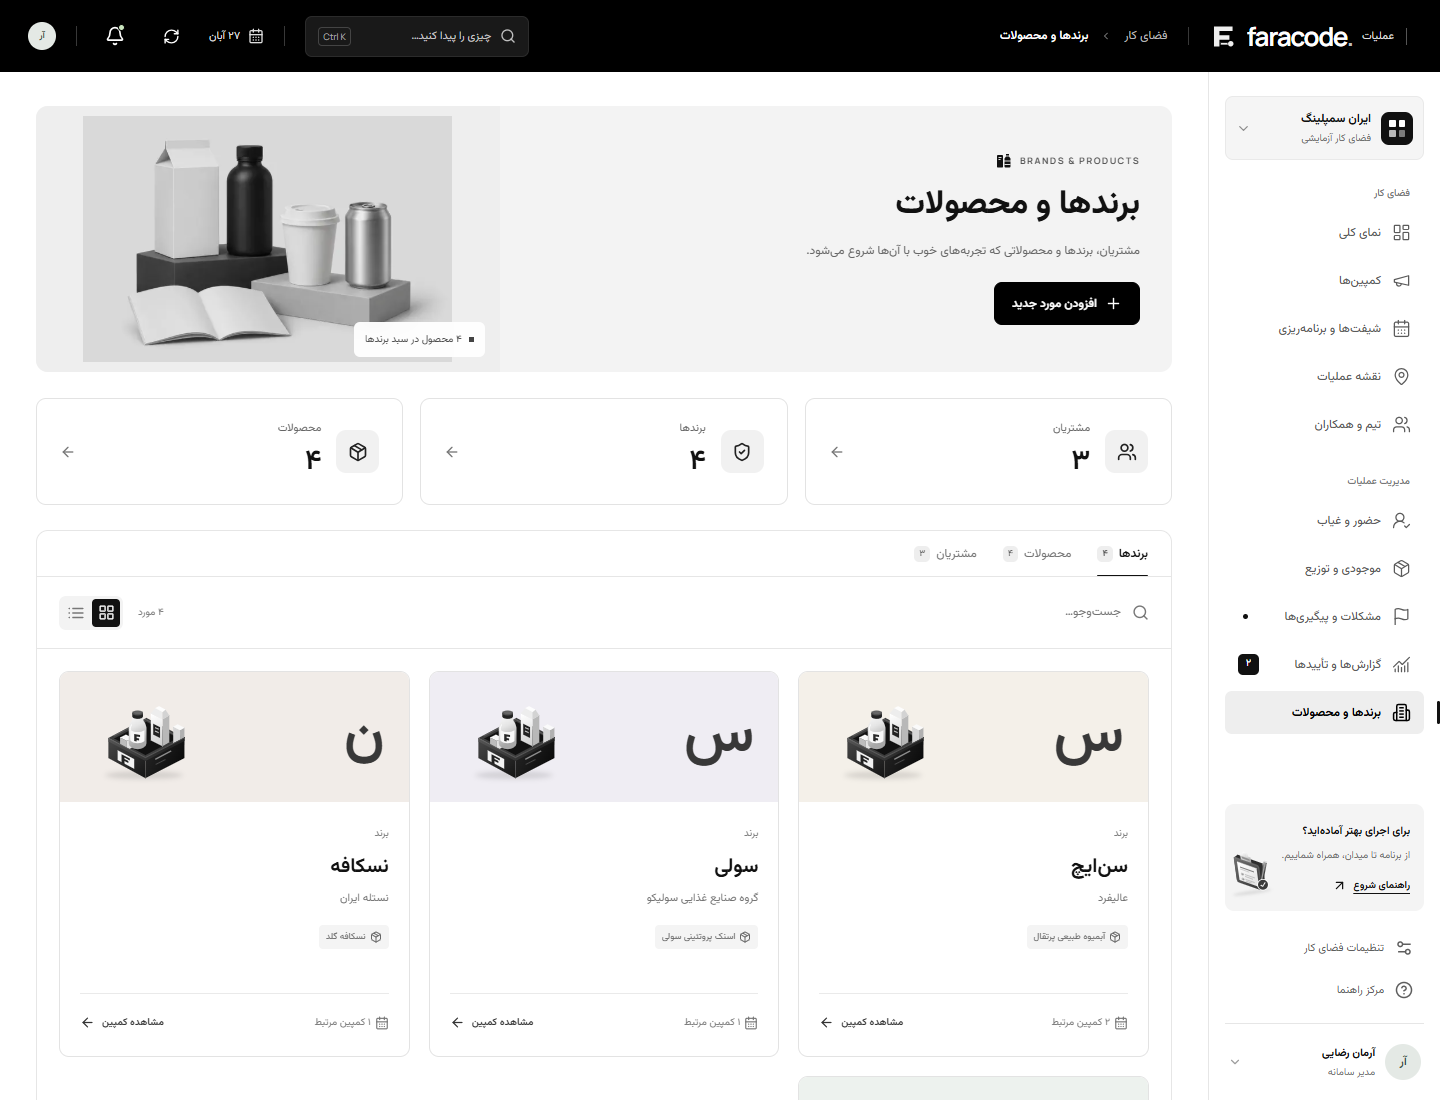 عملیات
faracode.
فضای کار
برندها و محصولات
چیزی را پیدا کنید...
Ctrl K
۲۷ آبان
آر
ایران سمپلینگ
فضای کار آزمایشی
فضای کار
نمای کلی
کمپین‌ها
شیفت‌ها و برنامه‌ریزی
نقشه عملیات
تیم و همکاران
مدیریت عملیات
حضور و غیاب
موجودی و توزیع
مشکلات و پیگیری‌ها
گزارش‌ها و تأییدها
۲
برندها و محصولات
برای اجرای بهتر آماده‌اید؟
از برنامه تا میدان، همراه شماییم.
راهنمای شروع
تنظیمات فضای کار
مرکز راهنما
آر
آرمان رضایی
مدیر سامانه
BRANDS & PRODUCTS
برندها و محصولات
مشتریان، برندها و محصولاتی که تجربه‌های خوب با آن‌ها شروع می‌شود.
افزودن مورد جدید
۴ محصول در سبد برندها
مشتریان
۳
برندها
۴
محصولات
۴
برندها ۴
محصولات ۴
مشتریان ۳
جست‌وجو...
۴ مورد
س
برند
سن‌ایچ
عالیفرد
آبمیوه طبیعی پرتقال
۲ کمپین مرتبط
مشاهده کمپین
س
برند
سولی
گروه صنایع غذایی سولیکو
اسنک پروتئینی سولی
۱ کمپین مرتبط
مشاهده کمپین
ن
برند
نسکافه
نستله ایران
نسکافه گلد
۱ کمپین مرتبط
مشاهده کمپین